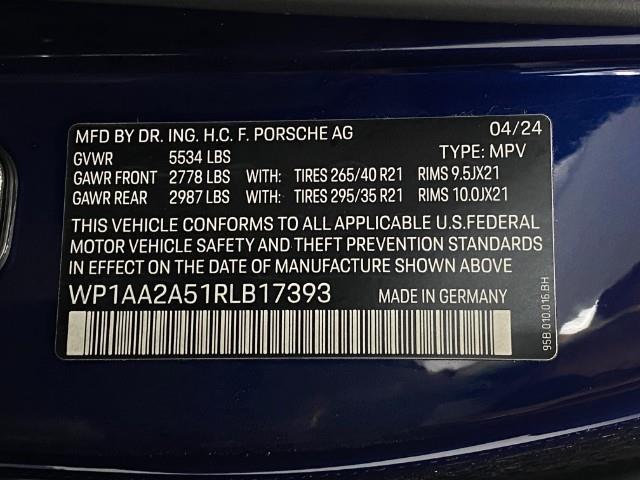 MFD BY DR. ING. H.C. F. PORSCHE AG 04/24
GVWR 5534 LBS TYPE: MPV
GAWR FRONT 2778 LBS WITH: TIRES 265/40 R21 RIMS 9.5JX21
GAWR REAR 2987 LBS WITH: TIRES 295/35 R21 RIMS 10.0JX21
THIS VEHICLE CONFORMS TO ALL APPLICABLE U.S.FEDERAL
MOTOR VEHICLE SAFETY AND THEFT PREVENTION STANDARDS
IN EFFECT ON THE DATE OF MANUFACTURE SHOWN ABOVE
WP1AA2A51RLB17393 MADE IN GERMANY
95B.010.016.BH